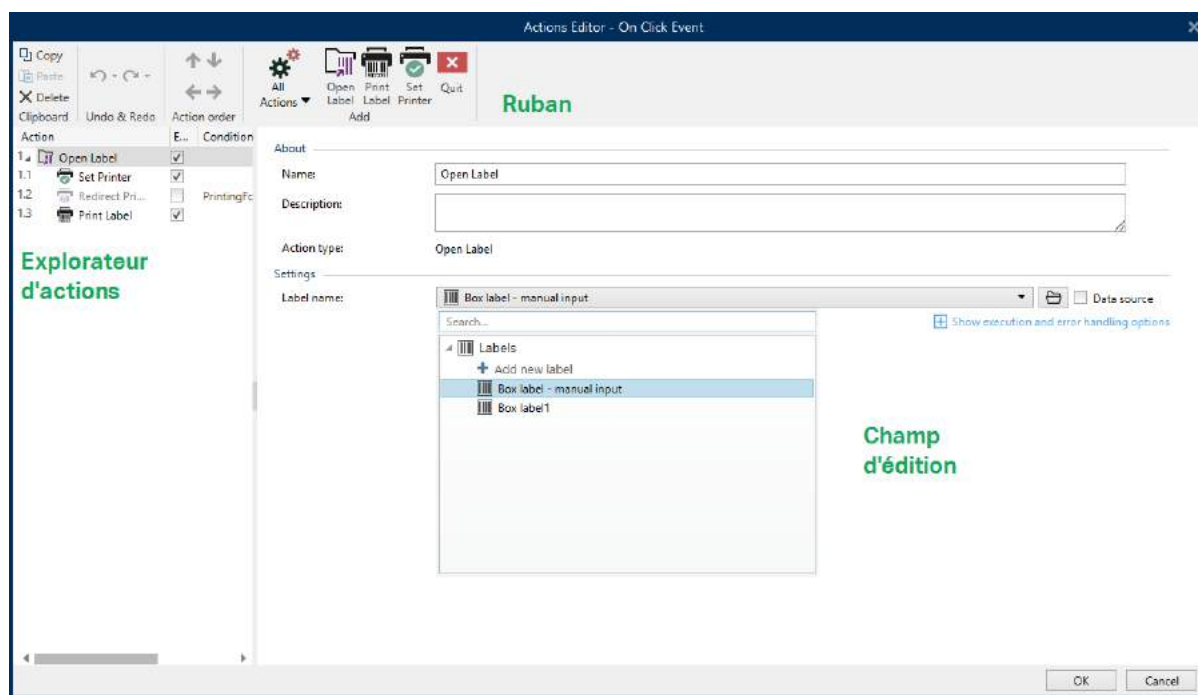 Actions Editor - On Click Event
Copy
Paste
Delete
Clipboard
Undo & Redo
Action order
All Actions
Open Label
Print Label
Set Printer
Quit
Add
Ruban
Action E... Condition
1 Open Label
1.1 Set Printer
1.2 Redirect Pri... PrintingFc
1.3 Print Label
Explorateur
d'actions
About
Name: Open Label
Description:
Action type: Open Label
Settings
Label name: Box label - manual input Data source
Search...
Show execution and error handling options
Labels
Add new label
Box label - manual input
Box label1
Champ
d'édition
OK Cancel